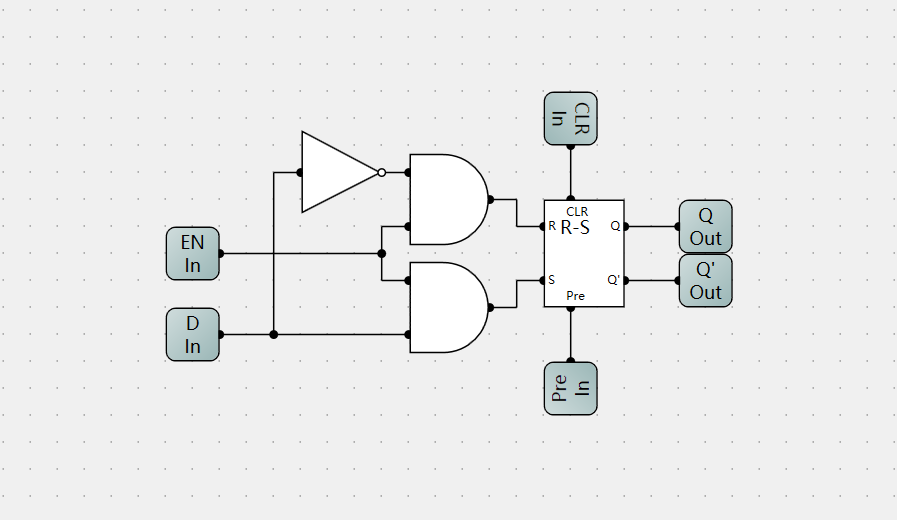 CLR
In
EN
In
D
In
CLR
R R-S Q
S Q'
Pre
Q
Out
Q'
Out
Pre
In